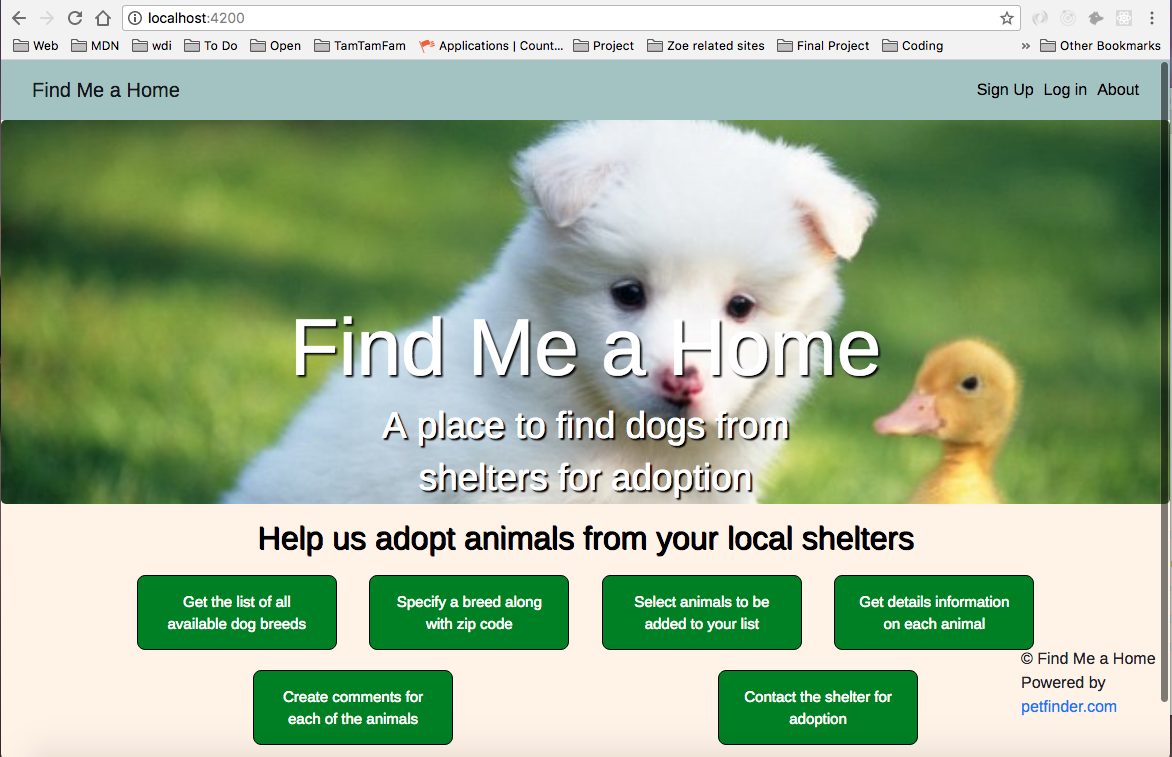 localhost:4200
Web MDN wdi To Do Open TamTamFam Applications | Count... Project Zoe related sites Final Project Coding » Other Bookmarks
Find Me a Home Sign Up Log in About
Find Me a Home
A place to find dogs from
shelters for adoption
Help us adopt animals from your local shelters
Get the list of all
available dog breeds
Specify a breed along
with zip code
Select animals to be
added to your list
Get details information
on each animal
Create comments for
each of the animals
Contact the shelter for
adoption
© Find Me a Home
Powered by
petfinder.com